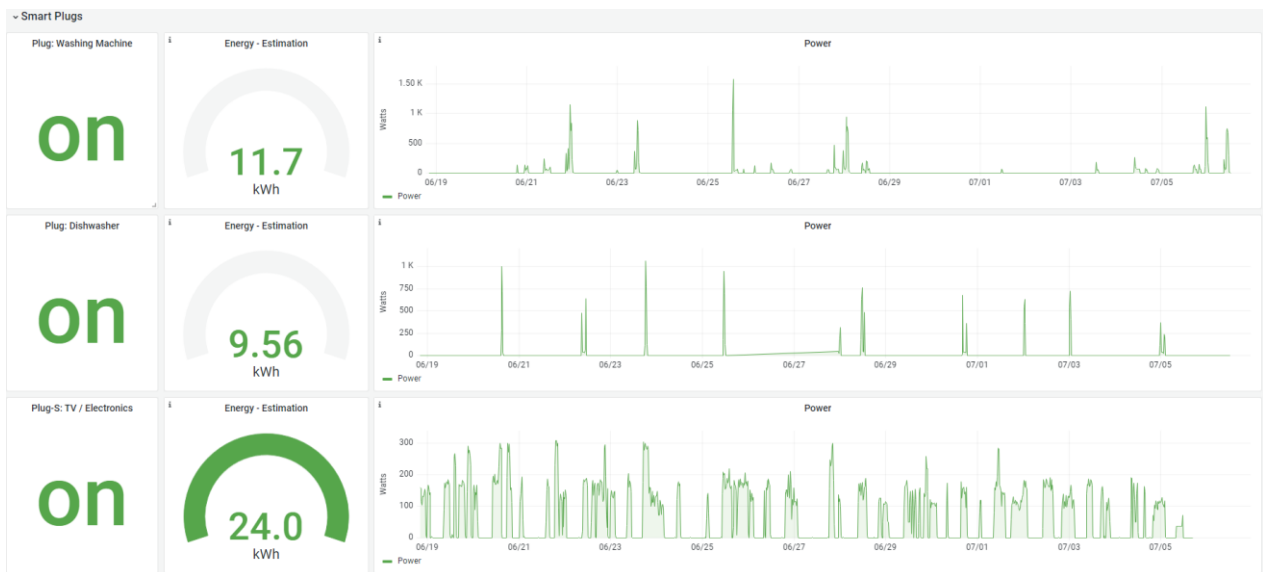 Smart Plugs
Plug: Washing Machine
on
i
Energy - Estimation
11.7
kWh
i
Power
Watts
1.50 K
1 K
500
0
06/19 06/21 06/23 06/25 06/27 06/29 07/01 07/03 07/05
Power
Plug: Dishwasher
on
i
Energy - Estimation
9.56
kWh
i
Power
Watts
1 K
750
500
250
0
06/19 06/21 06/23 06/25 06/27 06/29 07/01 07/03 07/05
Power
Plug-S: TV / Electronics
on
i
Energy - Estimation
24.0
kWh
i
Power
Watts
300
200
100
0
06/19 06/21 06/23 06/25 06/27 06/29 07/01 07/03 07/05
Power